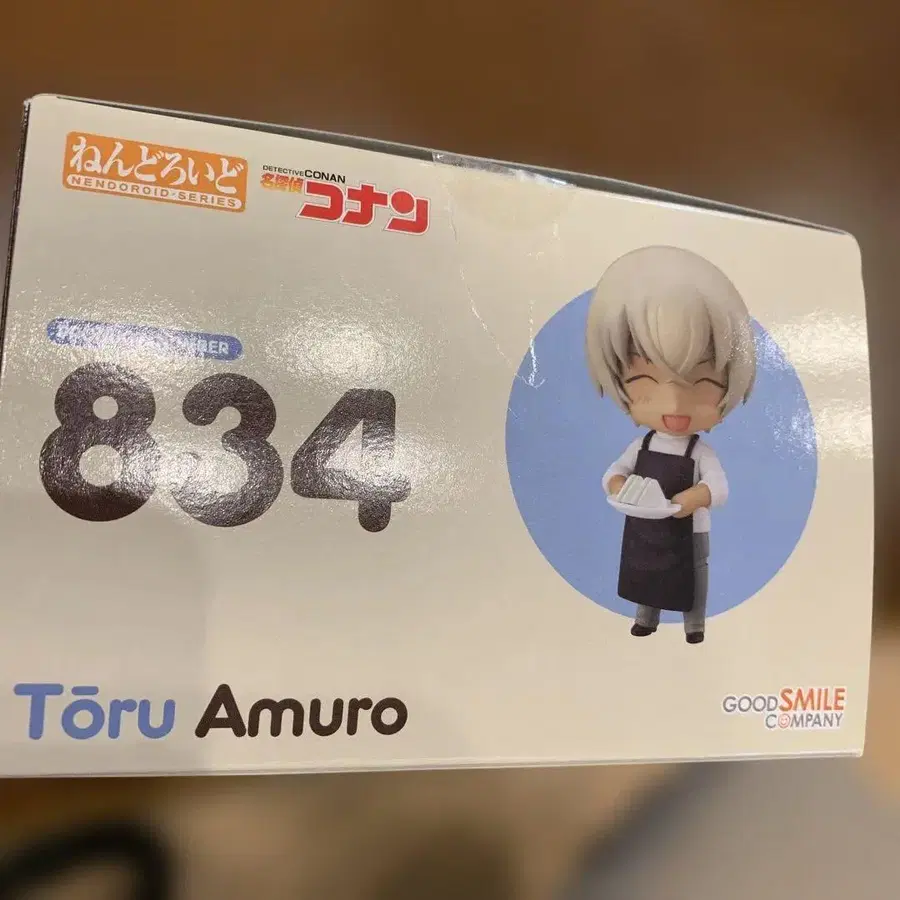 ねんどろいど
NENDOROID·SERIES
DETECTIVE CONAN
名探偵
コナン
834
Tōru Amuro
GOOD SMILE
COMPANY